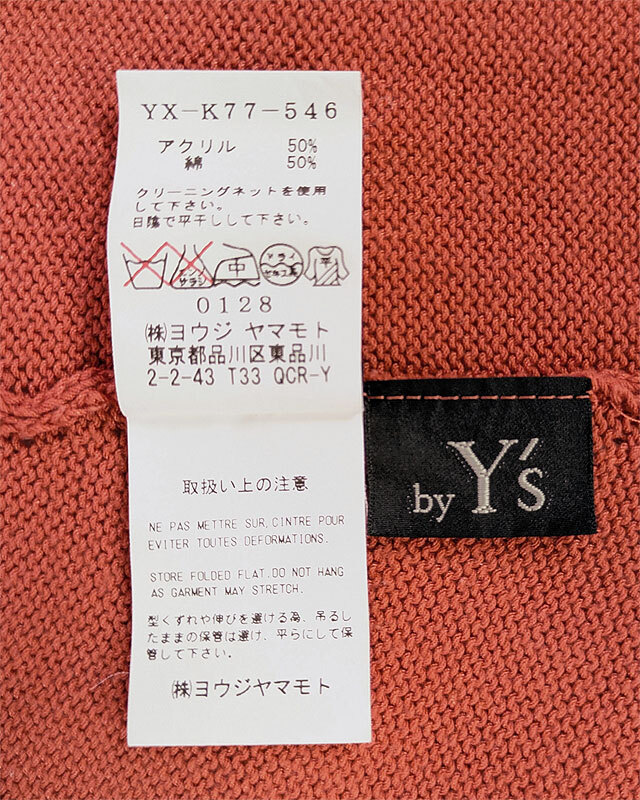 YX-K77-546
アクリル 50%
綿 50%
クリーニングネットを使用
して下さい。
日陰で平干しして下さい。
中
平
0128
㈱ヨウジ ヤマモト
東京都品川区東品川
2-2-43 T33 QCR-Y
取扱い上の注意
NE PAS METTRE SUR,CINTRE POUR
EVITER TOUTES DEFORMATIONS.
STORE FOLDED FLAT.DO NOT HANG
AS GARMENT MAY STRETCH.
型くずれや伸びを避ける為、吊るし
たままの保管は避け、平らにして保
管して下さい。
㈱ヨウジヤマモト
by Y's